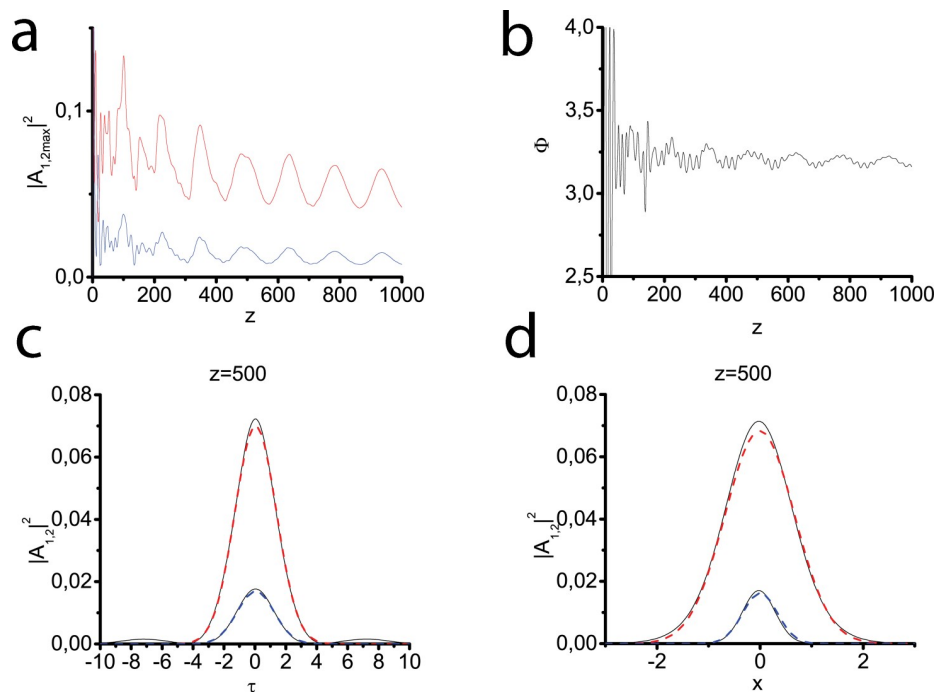 a
|A1,2max|²
0,1
0,0
0 200 400 600 800 1000
z
b
Φ
4,0
3,5
3,0
2,5
0 200 400 600 800 1000
z
c
z=500
|A1,2|²
0,08
0,06
0,04
0,02
0,00
-10 -8 -6 -4 -2 0 2 4 6 8 10
τ
d
z=500
|A1,2|²
0,08
0,06
0,04
0,02
0,00
-2 0 2
x